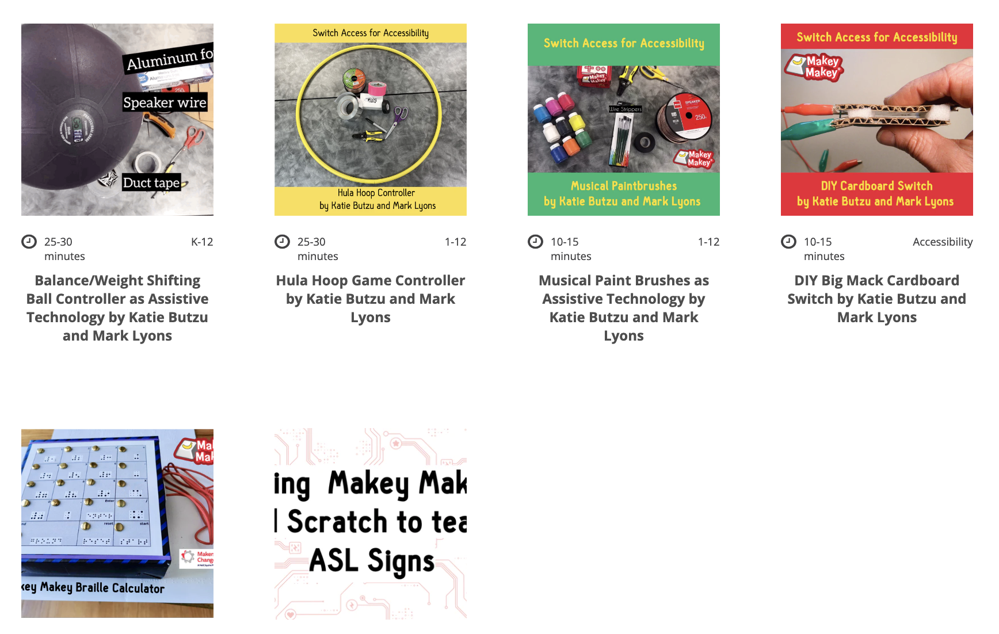 Aluminum fo
Speaker wire
Duct tape
Switch Access for Accessibility
Hula Hoop Controller
by Katie Butzu and Mark Lyons
Switch Access for Accessibility
Makey
Makey
Wire Strippers
SPEAKER
250
Makey
Makey
Musical Paintbrushes
by Katie Butzu and Mark Lyons
Switch Access for Accessibility
Makey
Makey
DIY Cardboard Switch
by Katie Butzu and Mark Lyons
25-30
minutes
K-12
25-30
minutes
1-12
10-15
minutes
1-12
10-15
minutes
Accessibility
Balance/Weight Shifting
Ball Controller as Assistive
Technology by Katie Butzu
and Mark Lyons
Hula Hoop Game Controller
by Katie Butzu and Mark
Lyons
Musical Paint Brushes as
Assistive Technology by
Katie Butzu and Mark
Lyons
DIY Big Mack Cardboard
Switch by Katie Butzu and
Mark Lyons
Mak
Mak
Enter
reset
start
Maker
Chang
key Makey Braille Calculator
ing Makey Mak
l Scratch to tea
ASL Signs